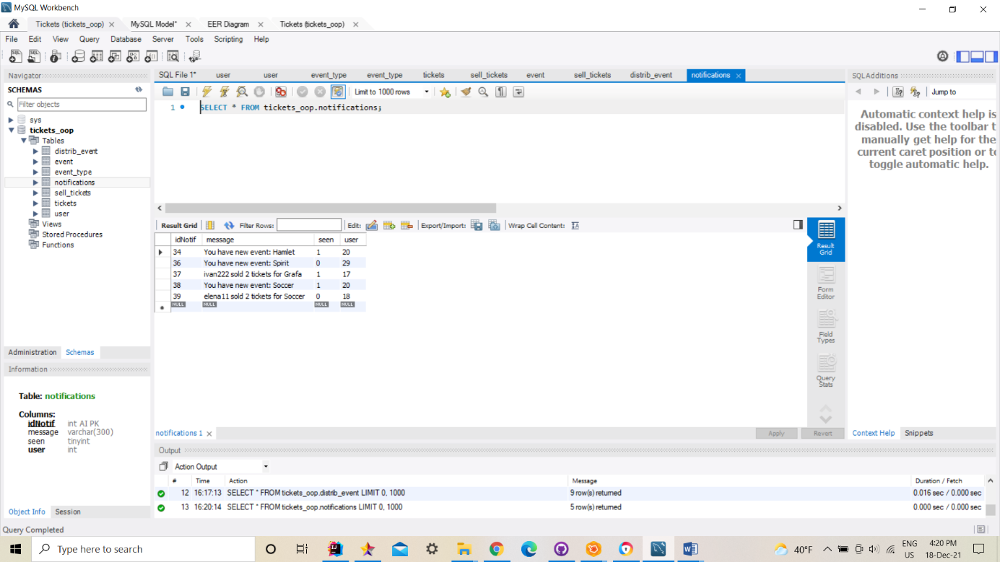 MySQL Workbench
Tickets (tickets_oop) MySQL Model* EER Diagram Tickets (tickets_oop)
File Edit View Query Database Server Tools Scripting Help
Navigator
SCHEMAS
Filter objects
sys
tickets_oop
Tables
distrib_event
event
event_type
notifications
sell_tickets
tickets
user
Views
Stored Procedures
Functions
Administration Schemas
Information
Table: notifications
Columns:
idNotif int AI PK
message varchar(300)
seen tinyint
user int
Object Info Session
SQL File 1* user user event_type event_type tickets sell_tickets event sell_tickets distrib_event notifications
Limit to 1000 rows
1 SELECT * FROM tickets_oop.notifications;
Result Grid Filter Rows: Edit: Export/Import: Wrap Cell Content:
idNotif message seen user
34 You have new event: Hamlet 1 20
36 You have new event: Spirit 0 29
37 ivan222 sold 2 tickets for Grafa 1 17
38 You have new event: Soccer 1 20
39 elena11 sold 2 tickets for Soccer 0 18
NULL NULL NULL NULL
Result
Grid
Form
Editor
Field
Types
Query
Stats
notifications 1 Apply Revert
SQLAdditions
Jump to
Automatic context help is
disabled. Use the toolbar t
manually get help for the
current caret position or to
toggle automatic help.
Context Help Snippets
Output
Action Output
# Time Action Message Duration / Fetch
12 16:17:13 SELECT * FROM tickets_oop.distrib_event LIMIT 0, 1000 9 row(s) returned 0.016 sec / 0.000 sec
13 16:20:14 SELECT * FROM tickets_oop.notifications LIMIT 0, 1000 5 row(s) returned 0.000 sec / 0.000 sec
Query Completed
Type here to search
40°F
ENG
US
4:20 PM
18-Dec-21